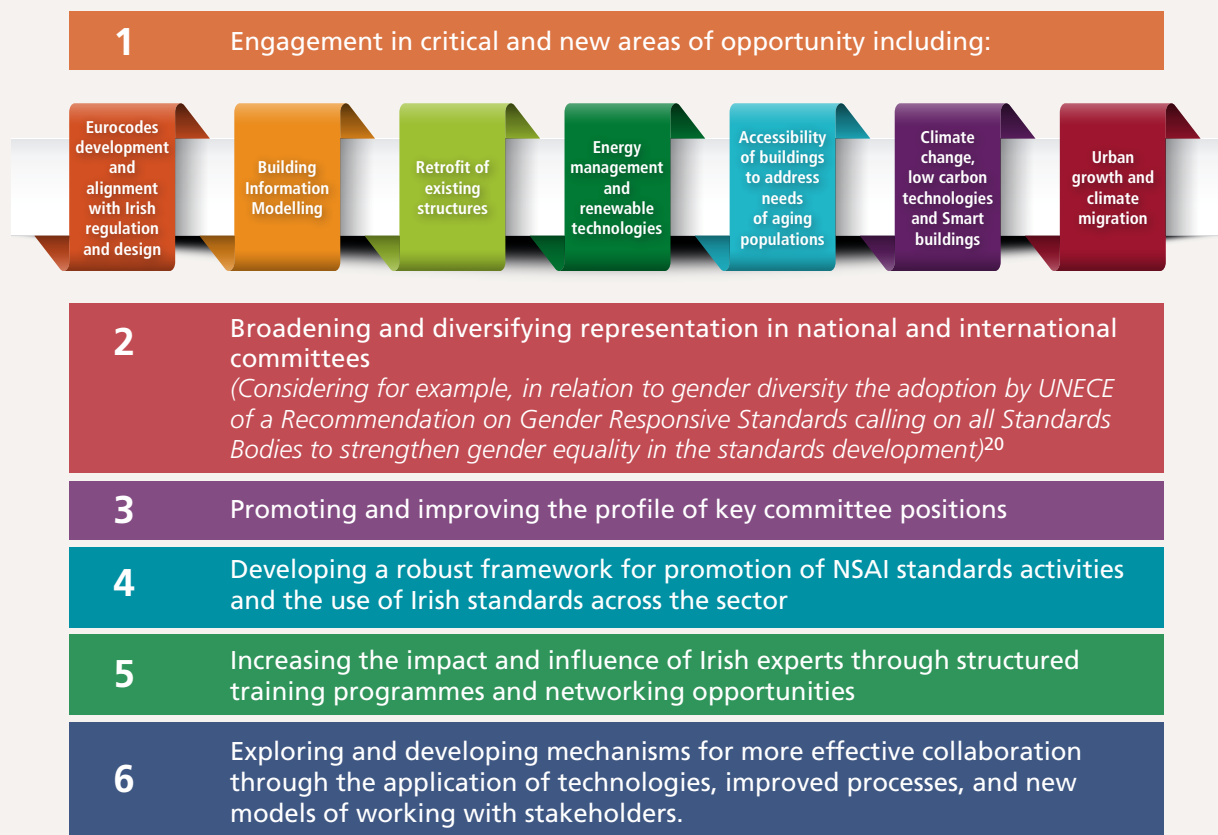 1
Engagement in critical and new areas of opportunity including:
Eurocodes
development
and
alignment
with Irish
regulation
and design
Building
Information
Modelling
Retrofit of
existing
structures
Energy
management
and
renewable
technologies
Accessibility
of buildings
to address
needs
of aging
populations
Climate
change,
low carbon
technologies
and Smart
buildings
Urban
growth and
climate
migration
2
Broadening and diversifying representation in national and international
committees
(Considering for example, in relation to gender diversity the adoption by UNECE
of a Recommendation on Gender Responsive Standards calling on all Standards
Bodies to strengthen gender equality in the standards development)20
3
Promoting and improving the profile of key committee positions
4
Developing a robust framework for promotion of NSAI standards activities
and the use of Irish standards across the sector
5
Increasing the impact and influence of Irish experts through structured
training programmes and networking opportunities
6
Exploring and developing mechanisms for more effective collaboration
through the application of technologies, improved processes, and new
models of working with stakeholders.